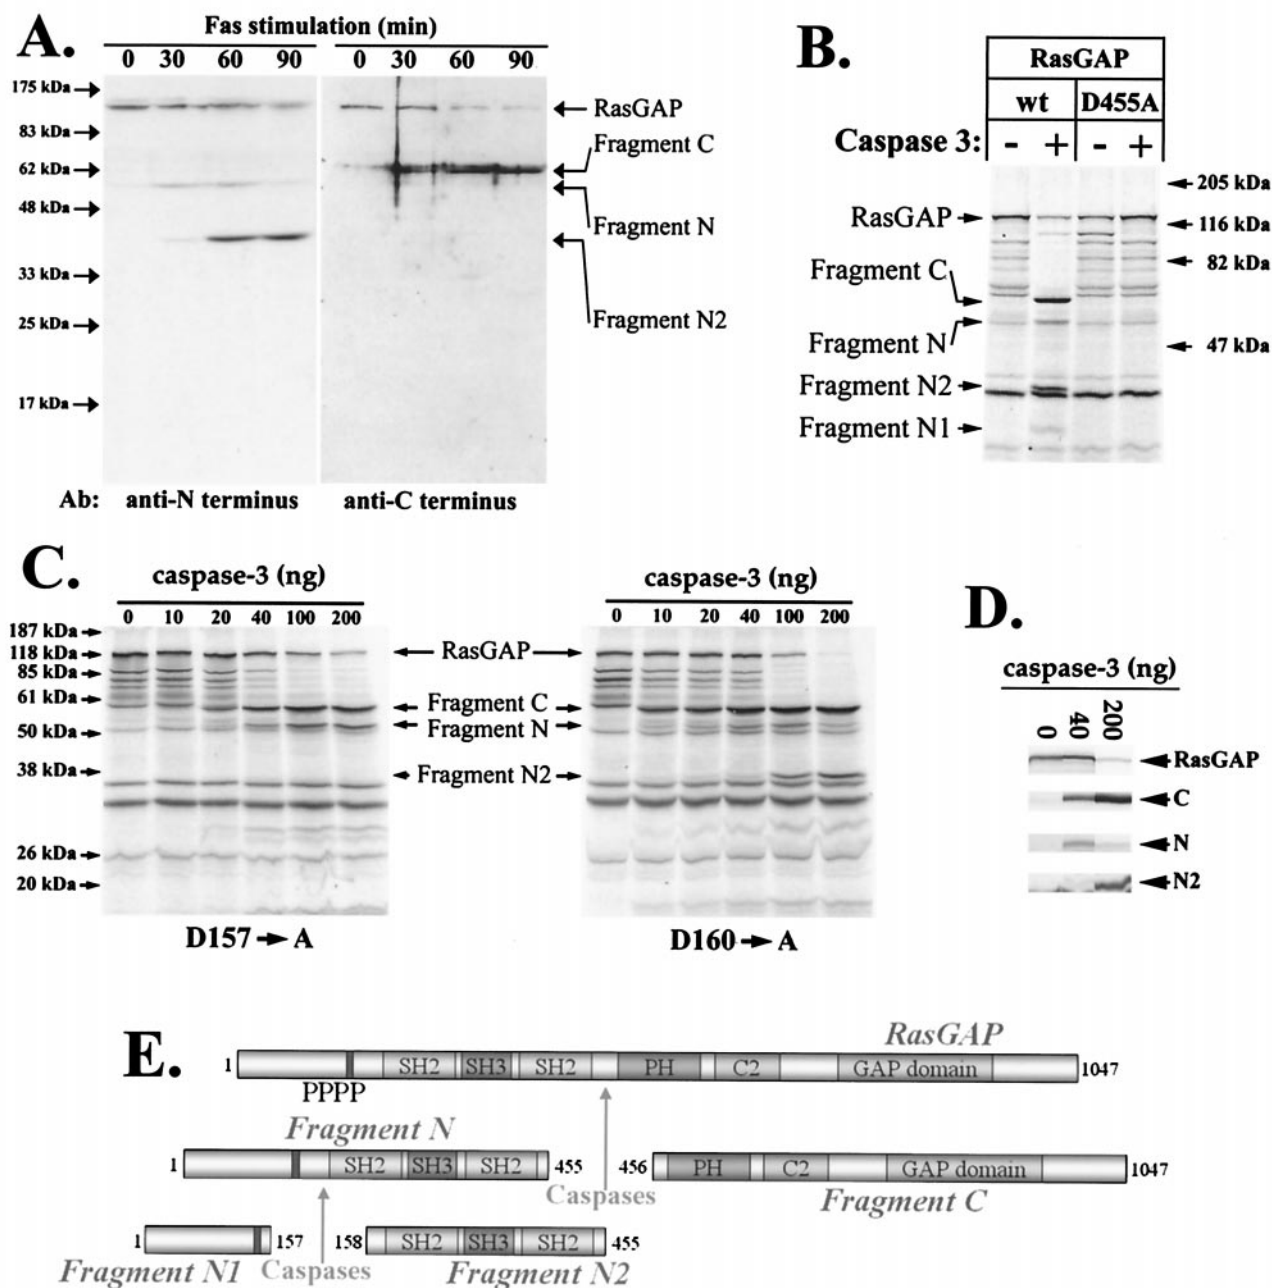 A.
Fas stimulation (min)
0 30 60 90 0 30 60 90
175 kDa
83 kDa
62 kDa
48 kDa
33 kDa
25 kDa
17 kDa
RasGAP
Fragment C
Fragment N
Fragment N2
Ab: anti-N terminus anti-C terminus
B.
RasGAP
wt D455A
Caspase 3: - + - +
RasGAP
Fragment C
Fragment N
Fragment N2
Fragment N1
205 kDa
116 kDa
82 kDa
47 kDa
C.
caspase-3 (ng) caspase-3 (ng)
0 10 20 40 100 200 0 10 20 40 100 200
187 kDa
118 kDa
85 kDa
61 kDa
50 kDa
38 kDa
26 kDa
20 kDa
RasGAP
Fragment C
Fragment N
Fragment N2
D157 → A D160 → A
D.
caspase-3 (ng)
0 40 200
RasGAP
C
N
N2
E.
RasGAP
1 SH2 SH3 SH2 PH C2 GAP domain 1047
PPPP
Fragment N
1 SH2 SH3 SH2 455 456 PH C2 GAP domain 1047
Caspases
Fragment C
1 157 158 SH2 SH3 SH2 455
Fragment N1 Caspases Fragment N2